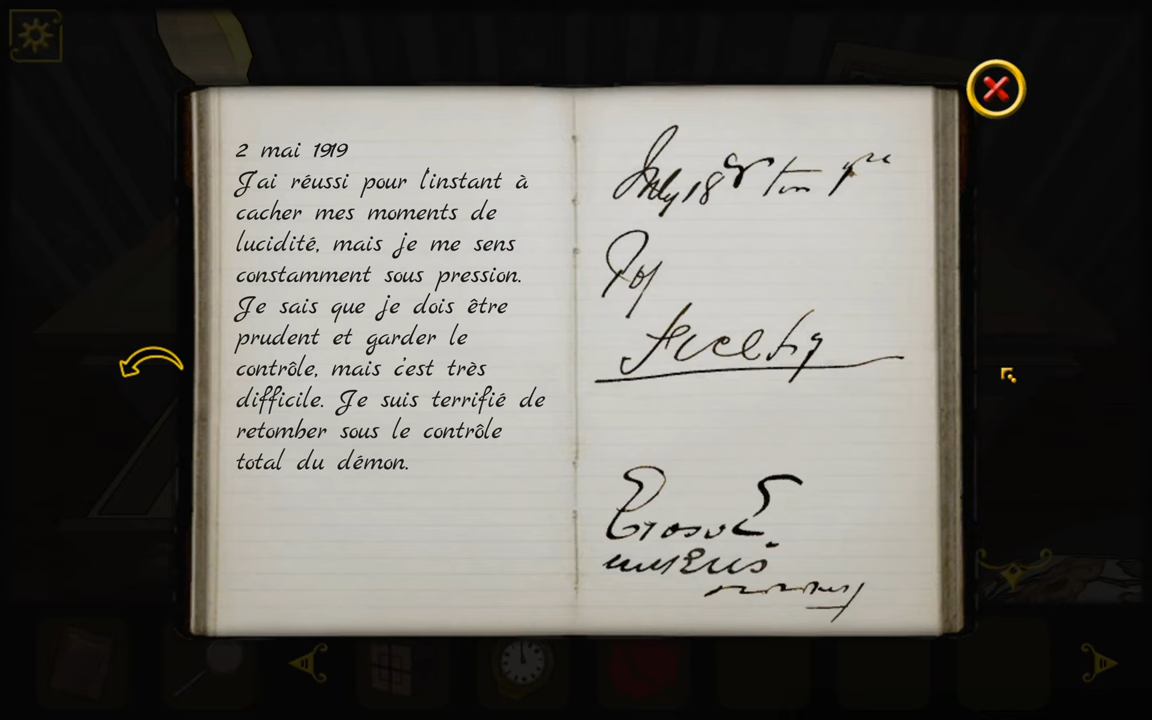 2 mai 1919
J'ai réussi pour l'instant à
cacher mes moments de
lucidité, mais je me sens
constamment sous pression.
Je sais que je dois être
prudent et garder le
contrôle, mais c'est très
difficile. Je suis terrifié de
retomber sous le contrôle
total du démon.
July 18